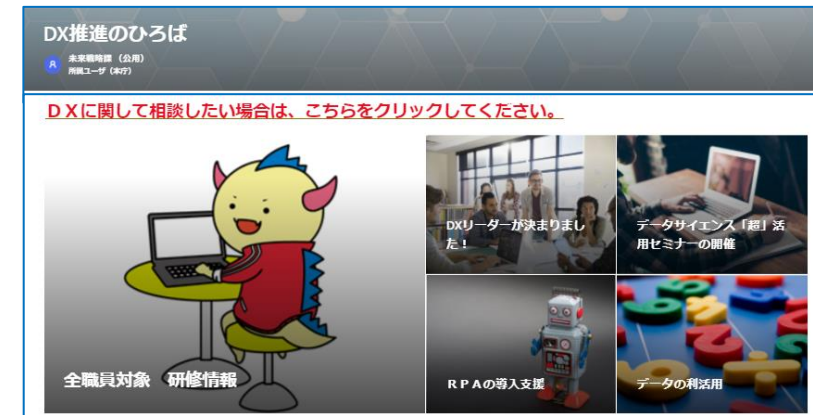 DX推進のひろば
未来戦略課（公用）
所属ユーザ（本庁）
ＤＸに関して相談したい場合は、こちらをクリックしてください。
DXリーダーが決まりまし
た！
データサイエンス「超」活
用セミナーの開催
全職員対象　研修情報
ＲＰＡの導入支援
データの利活用